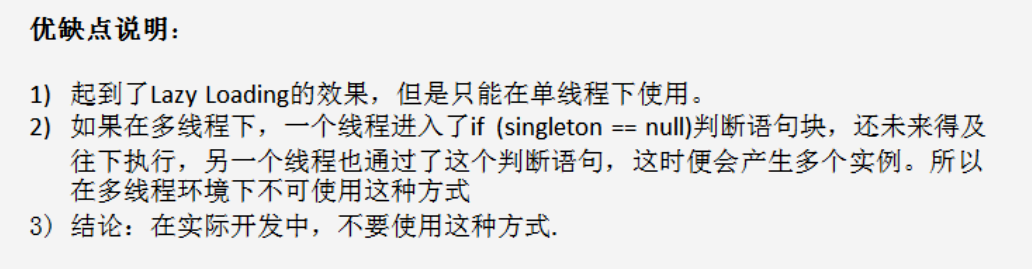 优缺点说明：
1) 起到了Lazy Loading的效果，但是只能在单线程下使用。
2) 如果在多线程下，一个线程进入了if (singleton == null)判断语句块，还未来得及
往下执行，另一个线程也通过了这个判断语句，这时便会产生多个实例。所以
在多线程环境下不可使用这种方式
3) 结论：在实际开发中，不要使用这种方式.